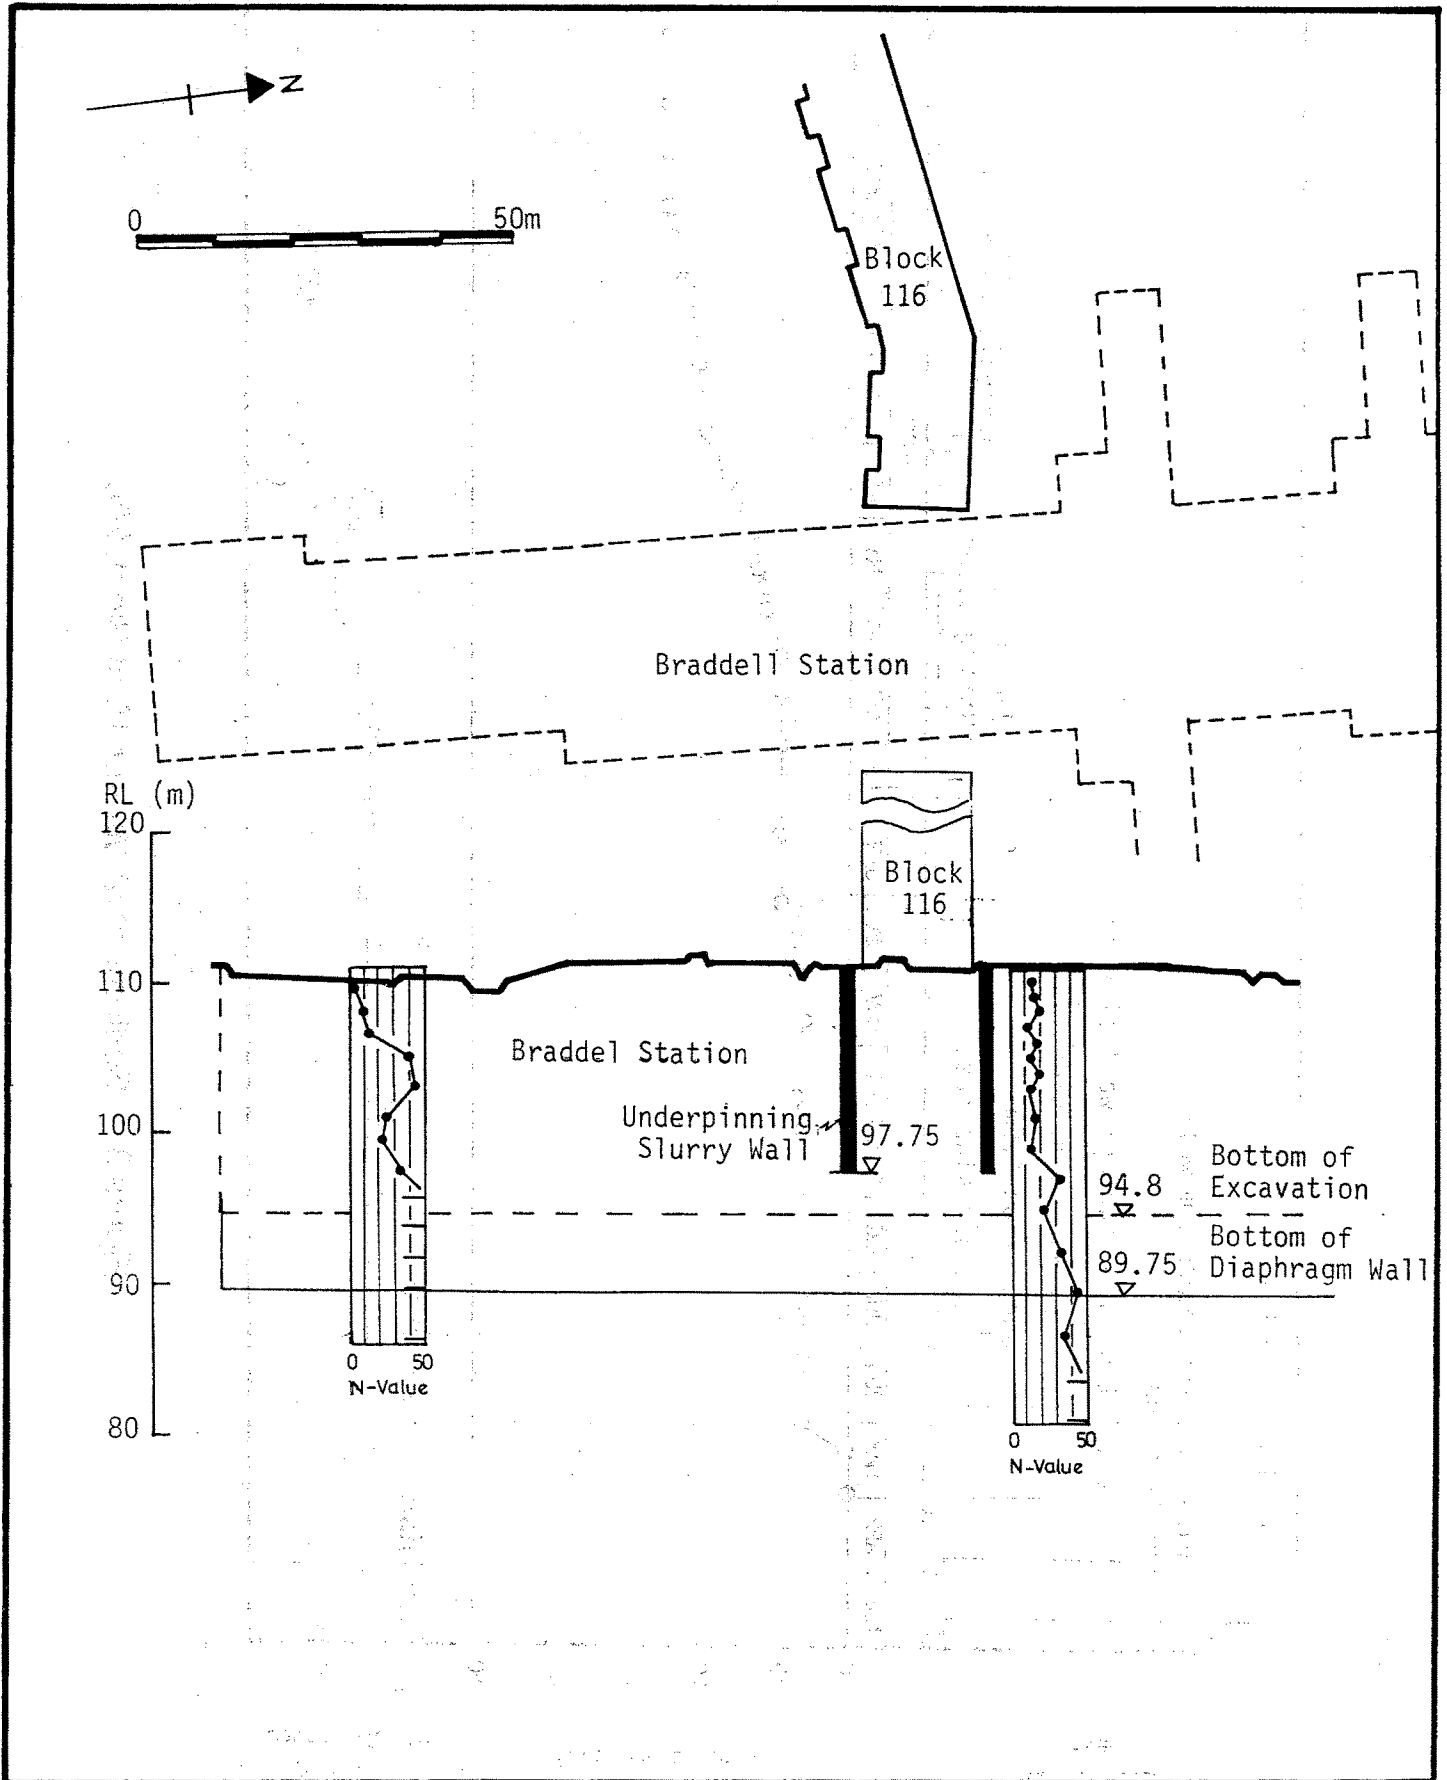 N
0 50m
Block
116
Braddell Station
RL (m)
120
Block
116
110
Braddel Station
Underpinning
Slurry Wall
97.75
100
94.8
Bottom of
Excavation
89.75
Bottom of
Diaphragm Wall
90
0 50
N-Value
80
0 50
N-Value